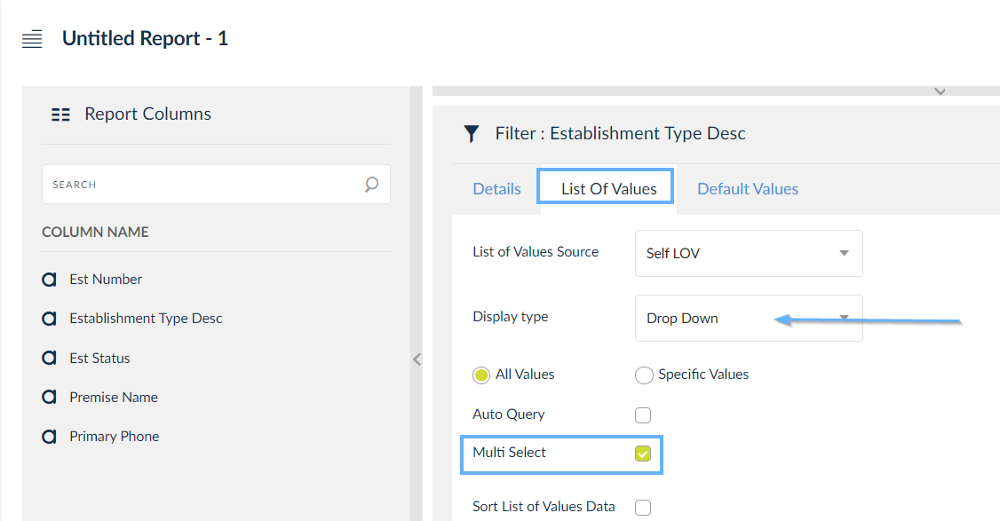 Untitled Report - 1
Report Columns
SEARCH
COLUMN NAME
Est Number
Establishment Type Desc
Est Status
Premise Name
Primary Phone
Filter : Establishment Type Desc
Details
List Of Values
Default Values
List of Values Source
Self LOV
Display type
Drop Down
All Values
Specific Values
Auto Query
Multi Select
Sort List of Values Data